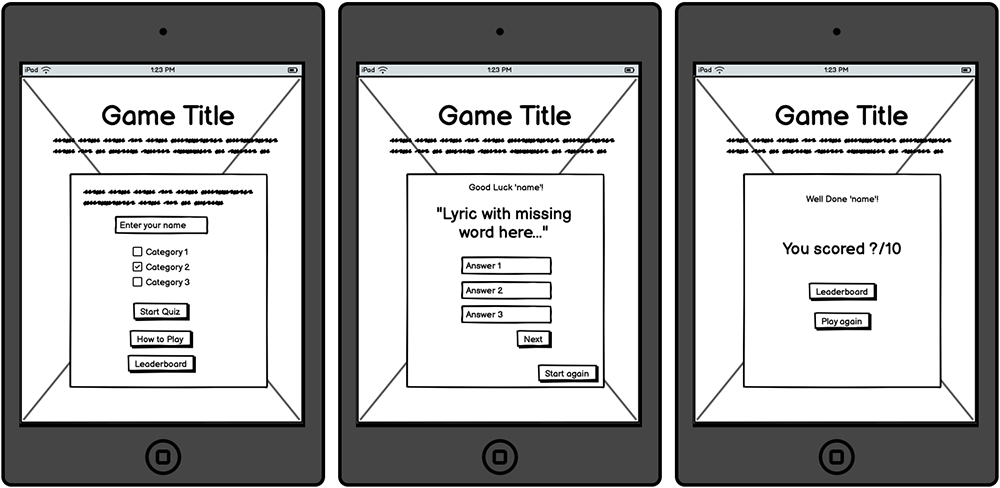 iPad 1:23 PM
Game Title
Enter your name
Category 1
Category 2
Category 3
Start Quiz
How to Play
Leaderboard
iPad 1:23 PM
Game Title
Good Luck 'name'!
"Lyric with missing
word here..."
Answer 1
Answer 2
Answer 3
Next
Start again
iPad 1:23 PM
Game Title
Well Done 'name'!
You scored ?/10
Leaderboard
Play again